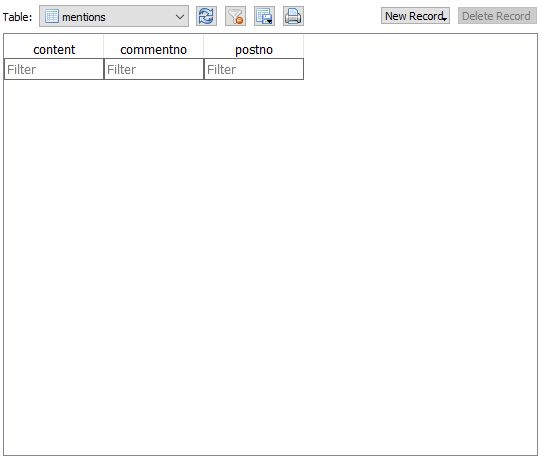 Table: mentions New Record Delete Record
content commentno postno
Filter Filter Filter